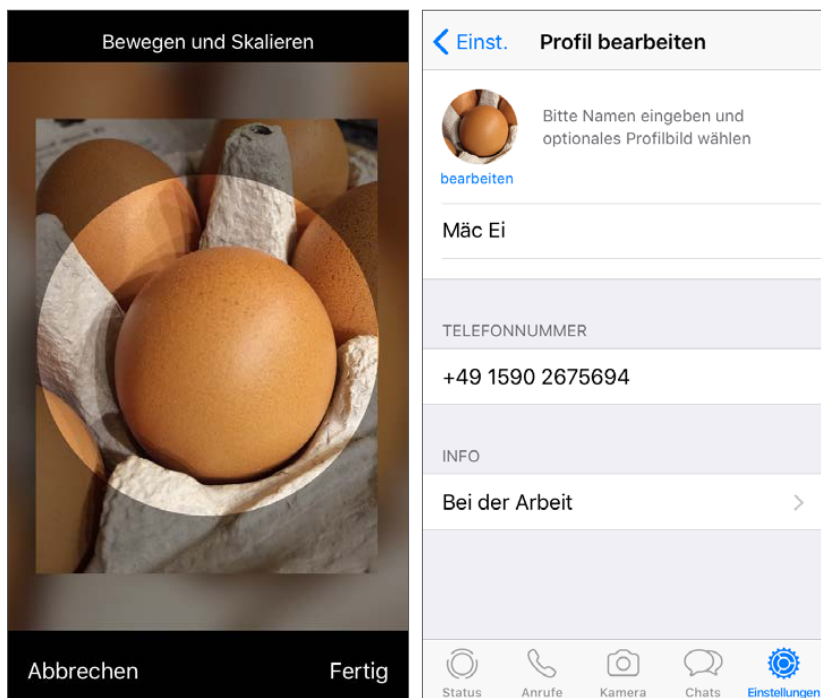 Bewegen und Skalieren
Abbrechen
Fertig
Einst.
Profil bearbeiten
Bitte Namen eingeben und
optionales Profilbild wählen
bearbeiten
Mäc Ei
TELEFONNUMMER
+49 1590 2675694
INFO
Bei der Arbeit
Status
Anrufe
Kamera
Chats
Einstellungen